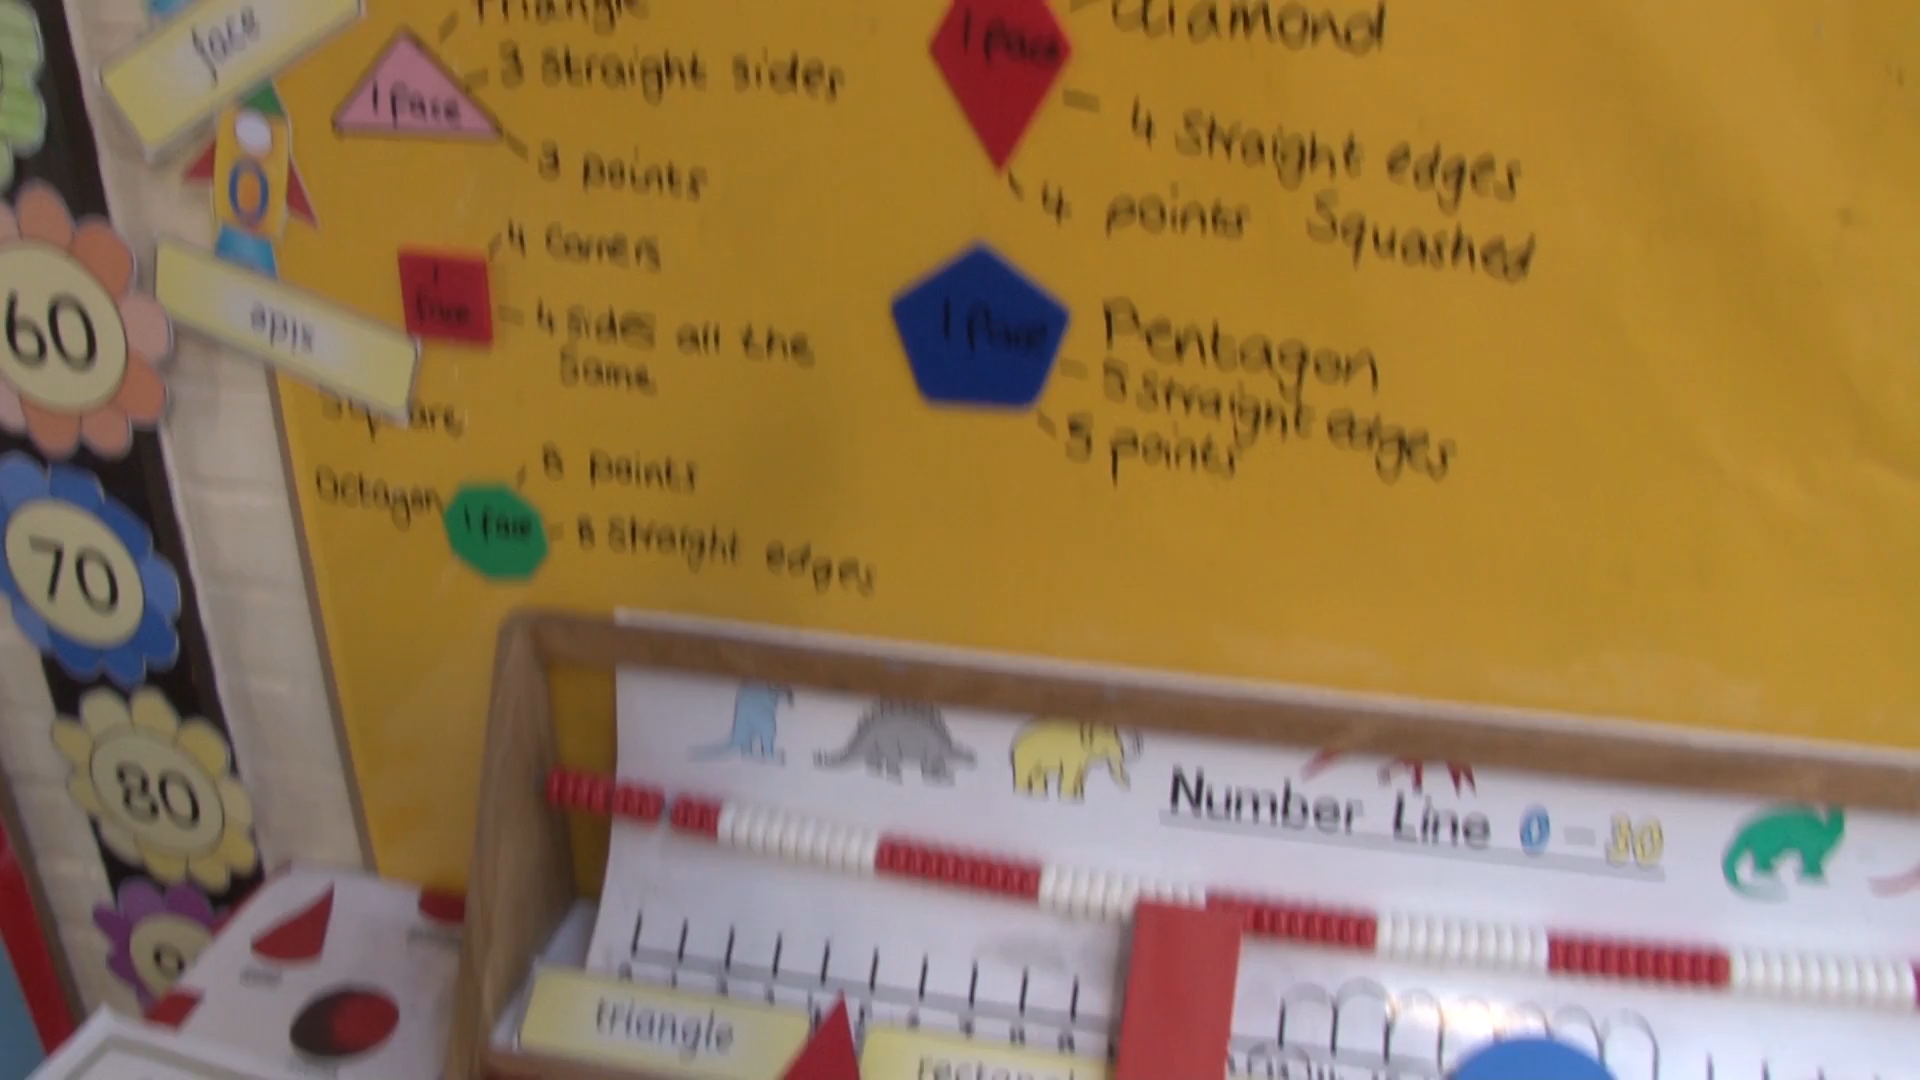 face
Triangle
3 Straight sides
1 face
3 points
diamond
1 face
4 Straight edges
4 points Squashed
4 Corners
1
face
4 sides all the
Same
side
Square
60
1 face
Pentagon
5 Straight edges
5 points
8 points
Octagon
1 face
8 Straight edges
70
80
Number Line 0 - 30
triangle